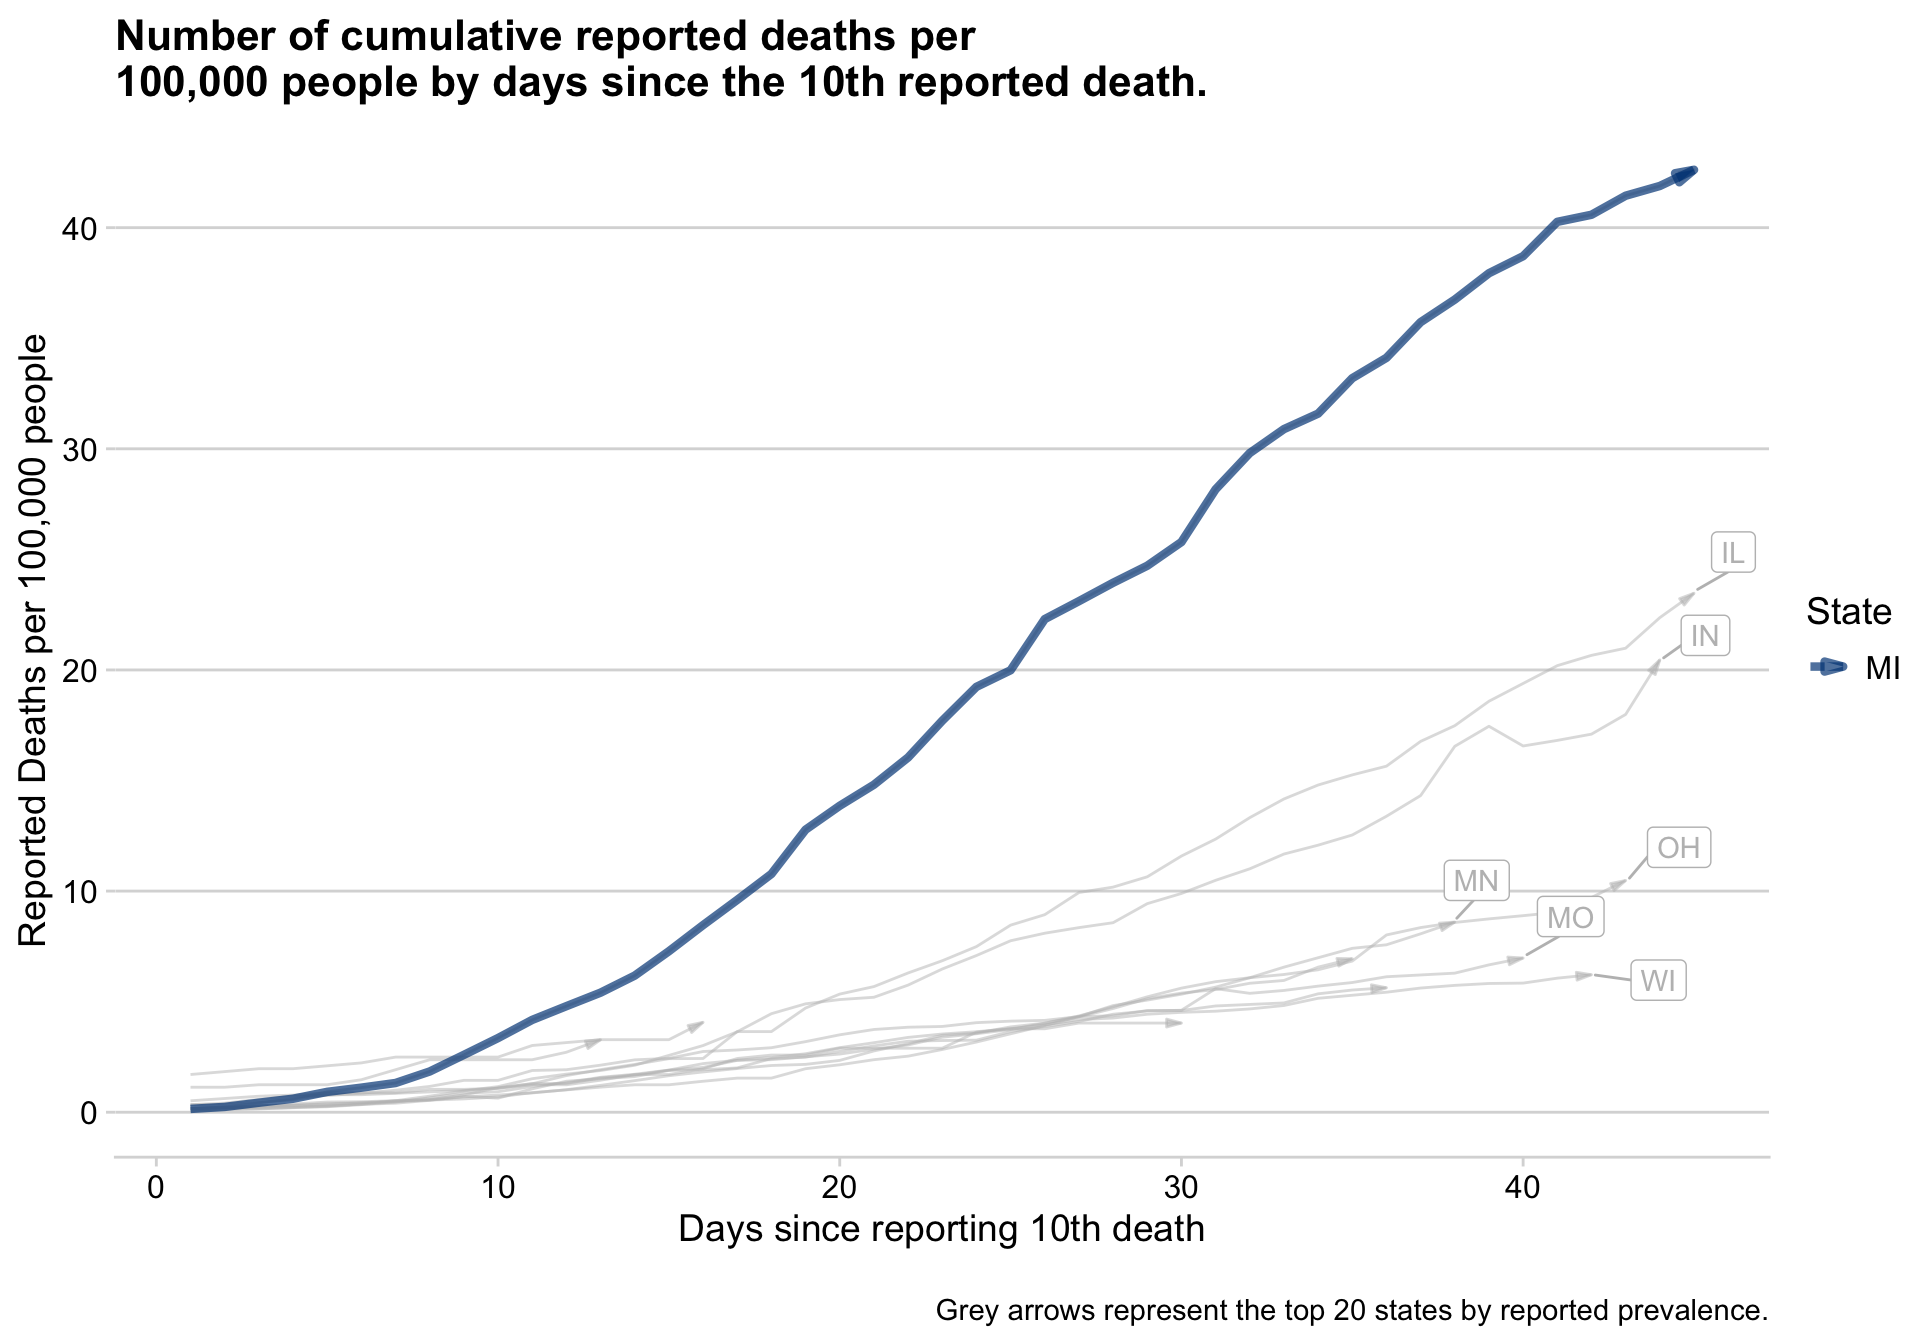 Number of cumulative reported deaths per
100,000 people by days since the 10th reported death.
Reported Deaths per 100,000 people
40
30
20
10
0
IL
IN
OH
MN
MO
WI
State
MI
0 10 20 30 40
Days since reporting 10th death
Grey arrows represent the top 20 states by reported prevalence.